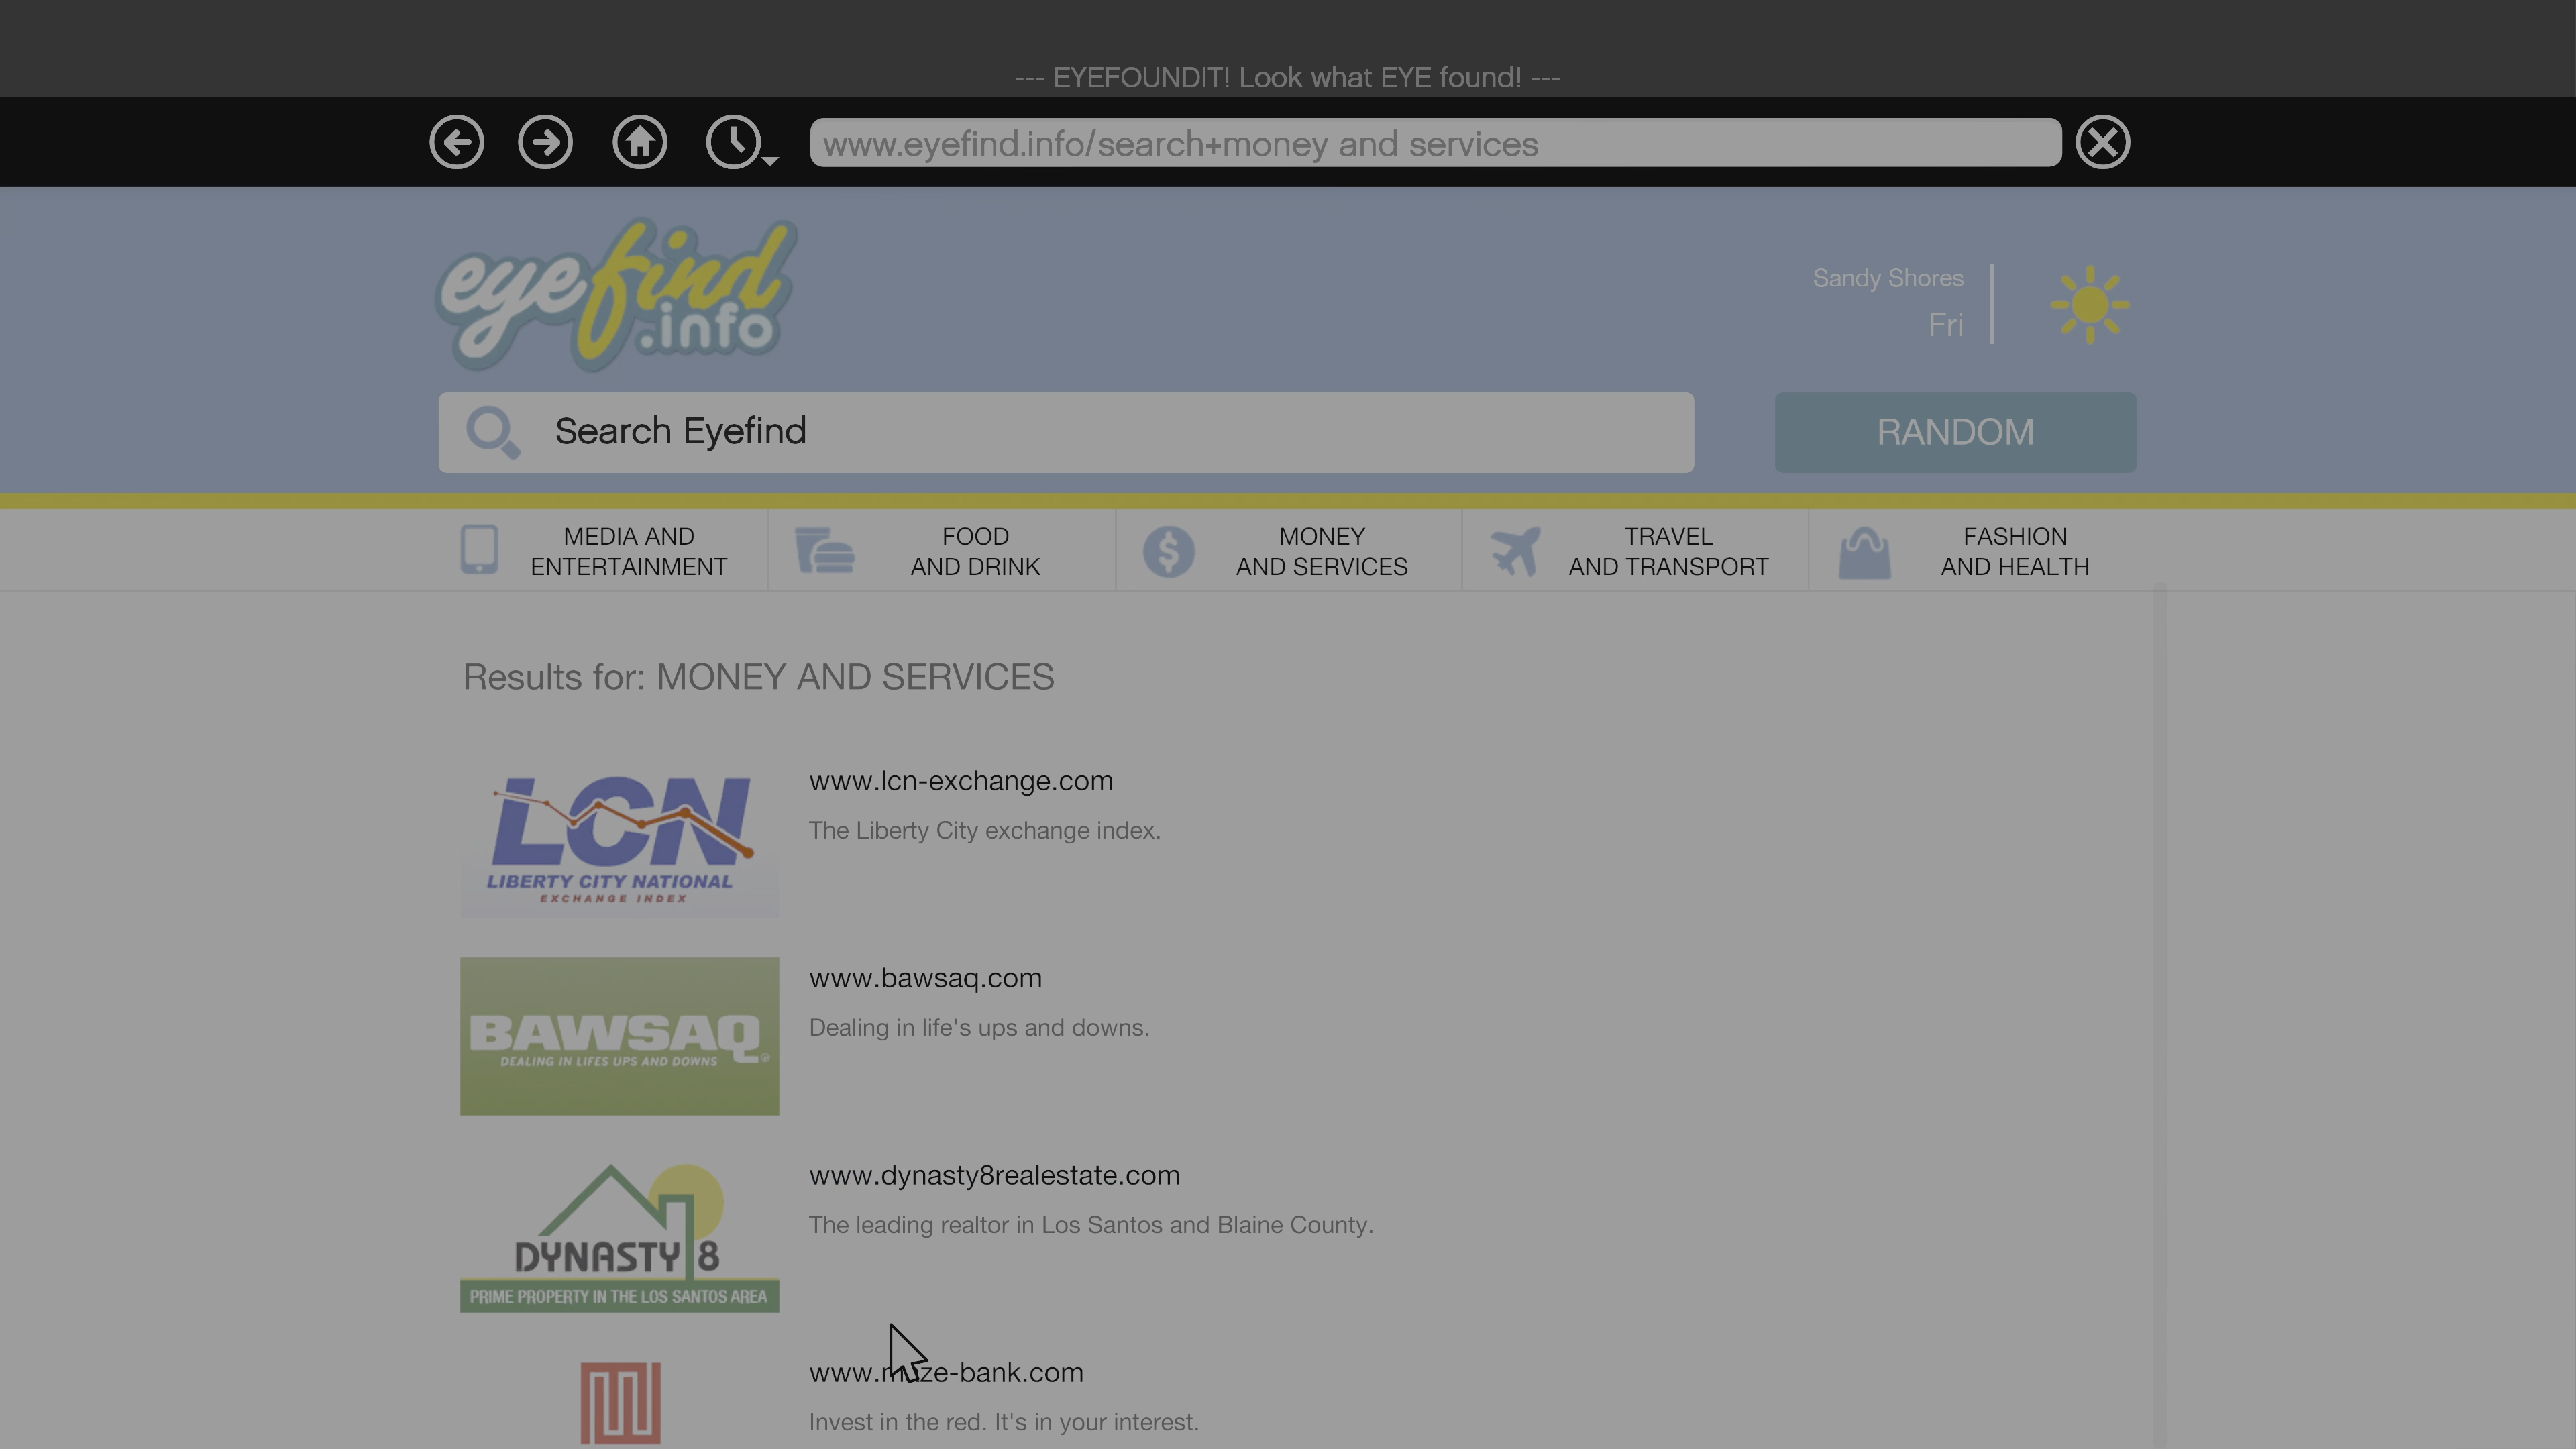 --- EYEFOUNDIT! Look what EYE found! ---
www.eyefind.info/search+money and services
eyefind
.info
Sandy Shores
Fri
Search Eyefind
RANDOM
MEDIA AND
ENTERTAINMENT
FOOD
AND DRINK
MONEY
AND SERVICES
TRAVEL
AND TRANSPORT
FASHION
AND HEALTH
Results for: MONEY AND SERVICES
LCN
LIBERTY CITY NATIONAL
EXCHANGE INDEX
www.lcn-exchange.com
The Liberty City exchange index.
BAWSAQ
DEALING IN LIFES UPS AND DOWNS
www.bawsaq.com
Dealing in life's ups and downs.
DYNASTY 8
PRIME PROPERTY IN THE LOS SANTOS AREA
www.dynasty8realestate.com
The leading realtor in Los Santos and Blaine County.
www.maze-bank.com
Invest in the red. It's in your interest.